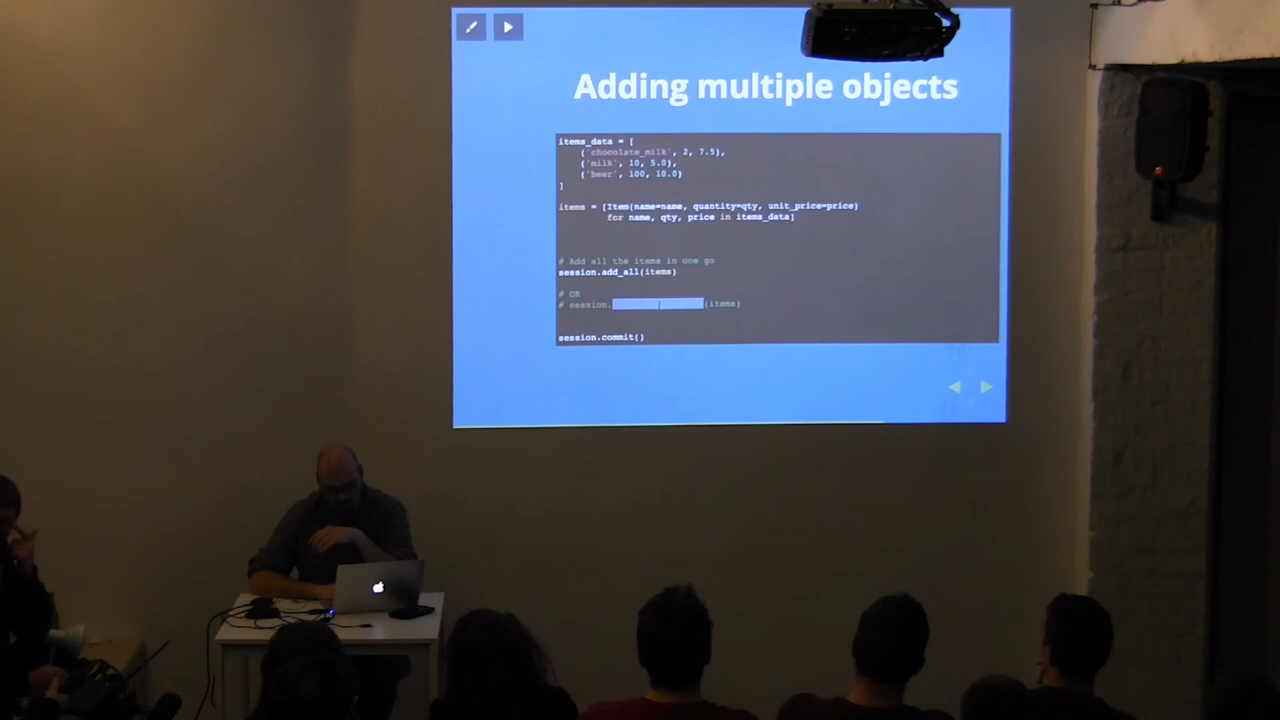 Adding multiple objects
items_data = [
('chocolate_milk', 2, 7.5),
('milk', 10, 5.0),
('beer', 100, 10.0)
]
items = [Item(name=name, quantity=qty, unit_price=price)
for name, qty, price in items_data]
# Add all the items in one go
session.add_all(items)
# OR
# session. (items)
session.commit()